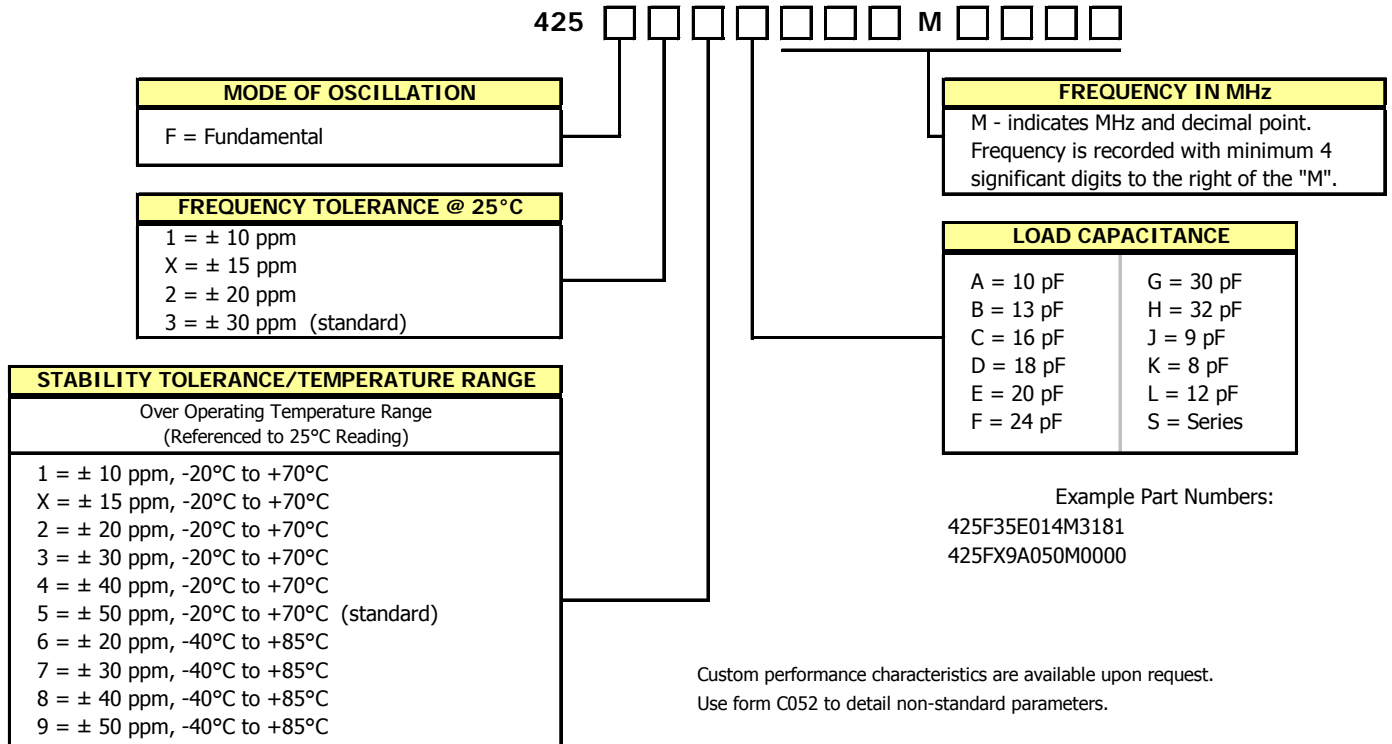 425 M
MODE OF OSCILLATION
F = Fundamental
FREQUENCY TOLERANCE @ 25°C
1 = ± 10 ppm
X = ± 15 ppm
2 = ± 20 ppm
3 = ± 30 ppm (standard)
STABILITY TOLERANCE/TEMPERATURE RANGE
Over Operating Temperature Range
(Referenced to 25°C Reading)
1 = ± 10 ppm, -20°C to +70°C
X = ± 15 ppm, -20°C to +70°C
2 = ± 20 ppm, -20°C to +70°C
3 = ± 30 ppm, -20°C to +70°C
4 = ± 40 ppm, -20°C to +70°C
5 = ± 50 ppm, -20°C to +70°C (standard)
6 = ± 20 ppm, -40°C to +85°C
7 = ± 30 ppm, -40°C to +85°C
8 = ± 40 ppm, -40°C to +85°C
9 = ± 50 ppm, -40°C to +85°C
FREQUENCY IN MHz
M - indicates MHz and decimal point.
Frequency is recorded with minimum 4
significant digits to the right of the "M".
LOAD CAPACITANCE
A = 10 pF
B = 13 pF
C = 16 pF
D = 18 pF
E = 20 pF
F = 24 pF
G = 30 pF
H = 32 pF
J = 9 pF
K = 8 pF
L = 12 pF
S = Series
Example Part Numbers:
425F35E014M3181
425FX9A050M0000
Custom performance characteristics are available upon request.
Use form C052 to detail non-standard parameters.